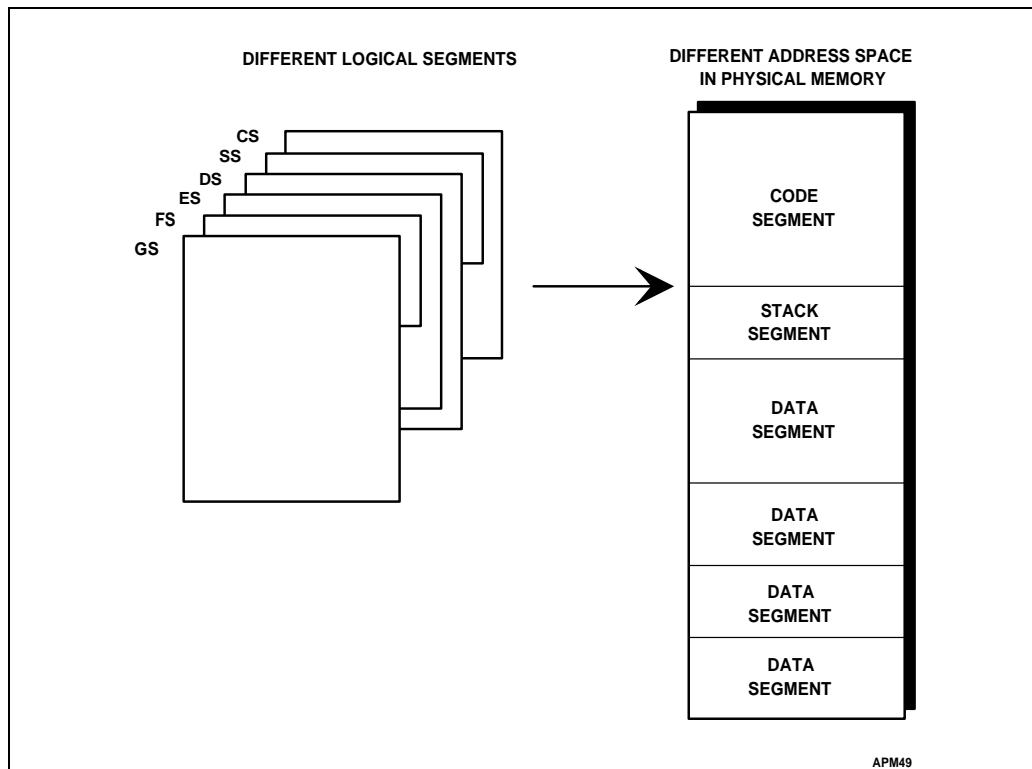 DIFFERENT LOGICAL SEGMENTS
DIFFERENT ADDRESS SPACE
IN PHYSICAL MEMORY
CS
SS
DS
ES
FS
GS
CODE
SEGMENT
STACK
SEGMENT
DATA
SEGMENT
DATA
SEGMENT
DATA
SEGMENT
DATA
SEGMENT
APM49